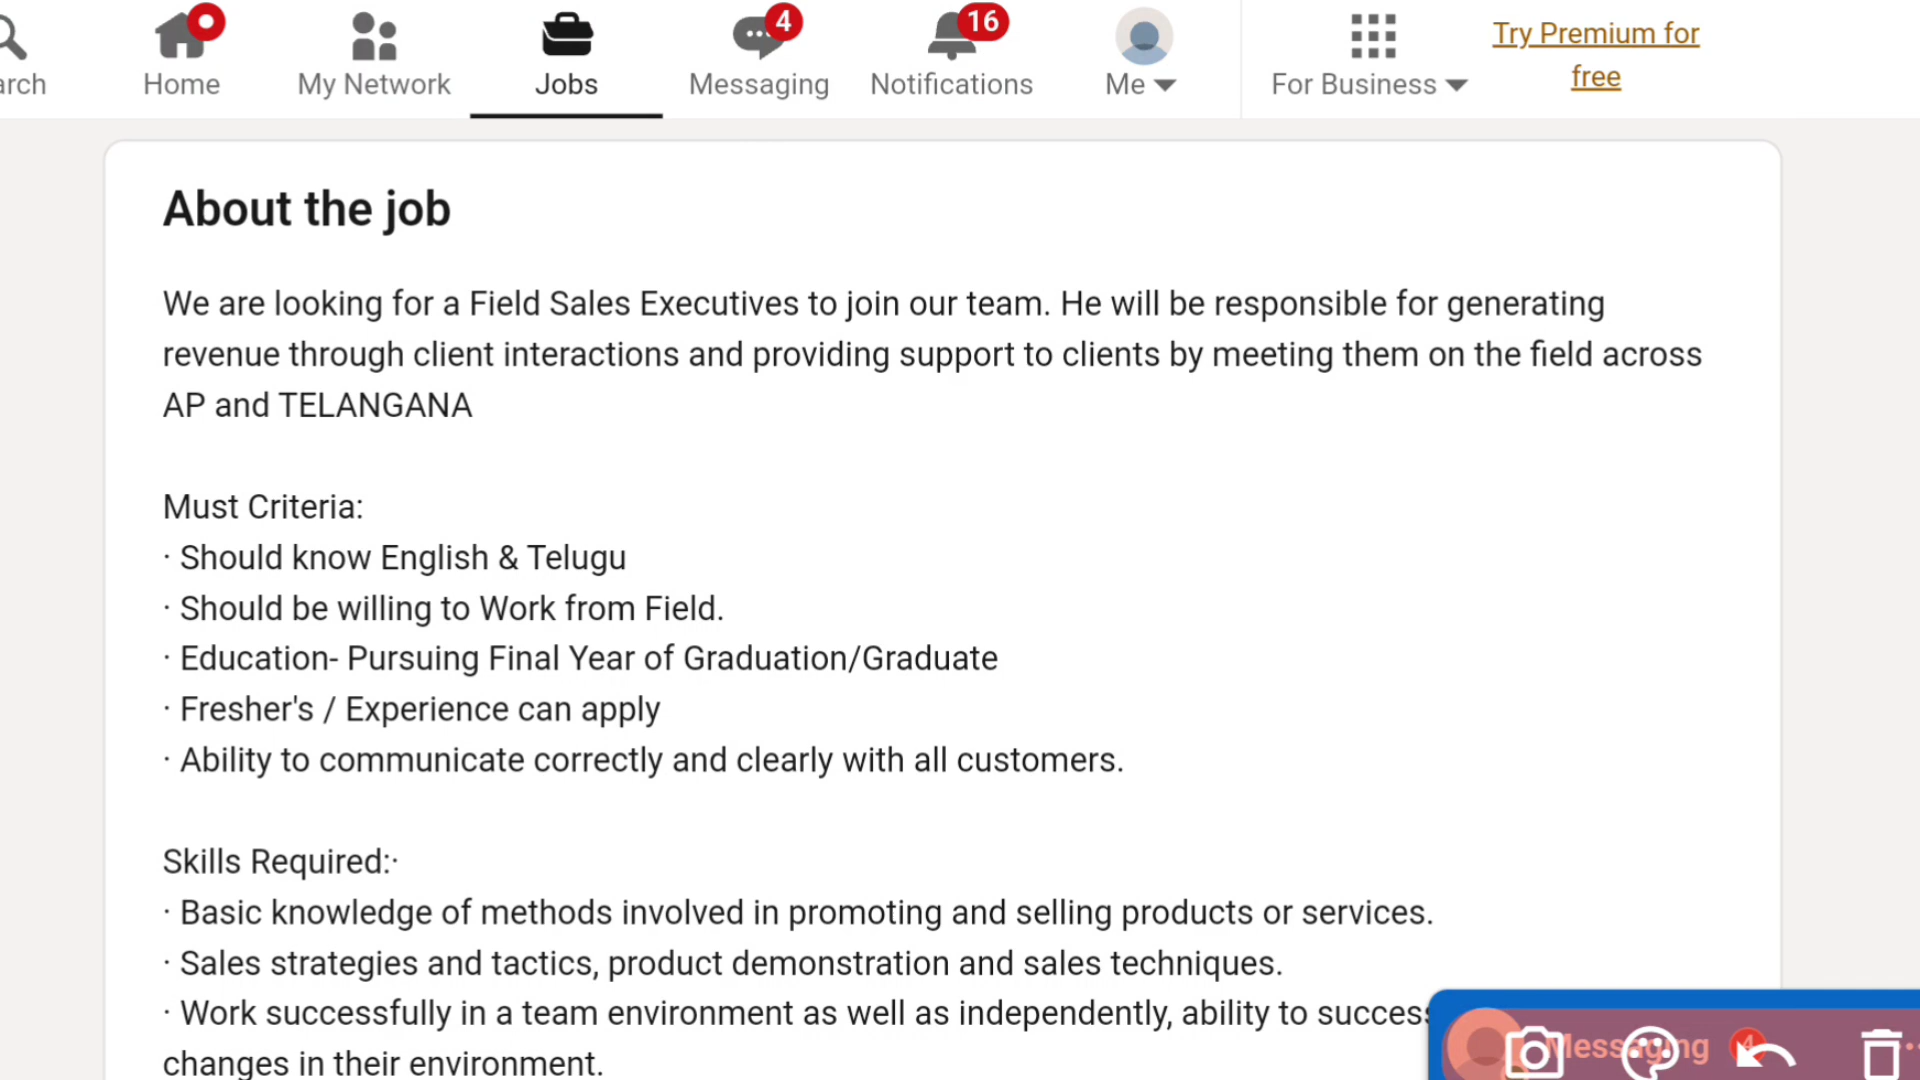 arch Home My Network Jobs Messaging 4 Notifications 16 Me For Business Try Premium for
free
About the job
We are looking for a Field Sales Executives to join our team. He will be responsible for generating
revenue through client interactions and providing support to clients by meeting them on the field across
AP and TELANGANA
Must Criteria:
· Should know English & Telugu
· Should be willing to Work from Field.
· Education- Pursuing Final Year of Graduation/Graduate
· Fresher's / Experience can apply
· Ability to communicate correctly and clearly with all customers.
Skills Required:·
· Basic knowledge of methods involved in promoting and selling products or services.
· Sales strategies and tactics, product demonstration and sales techniques.
· Work successfully in a team environment as well as independently, ability to success
changes in their environment.
Messaging 4